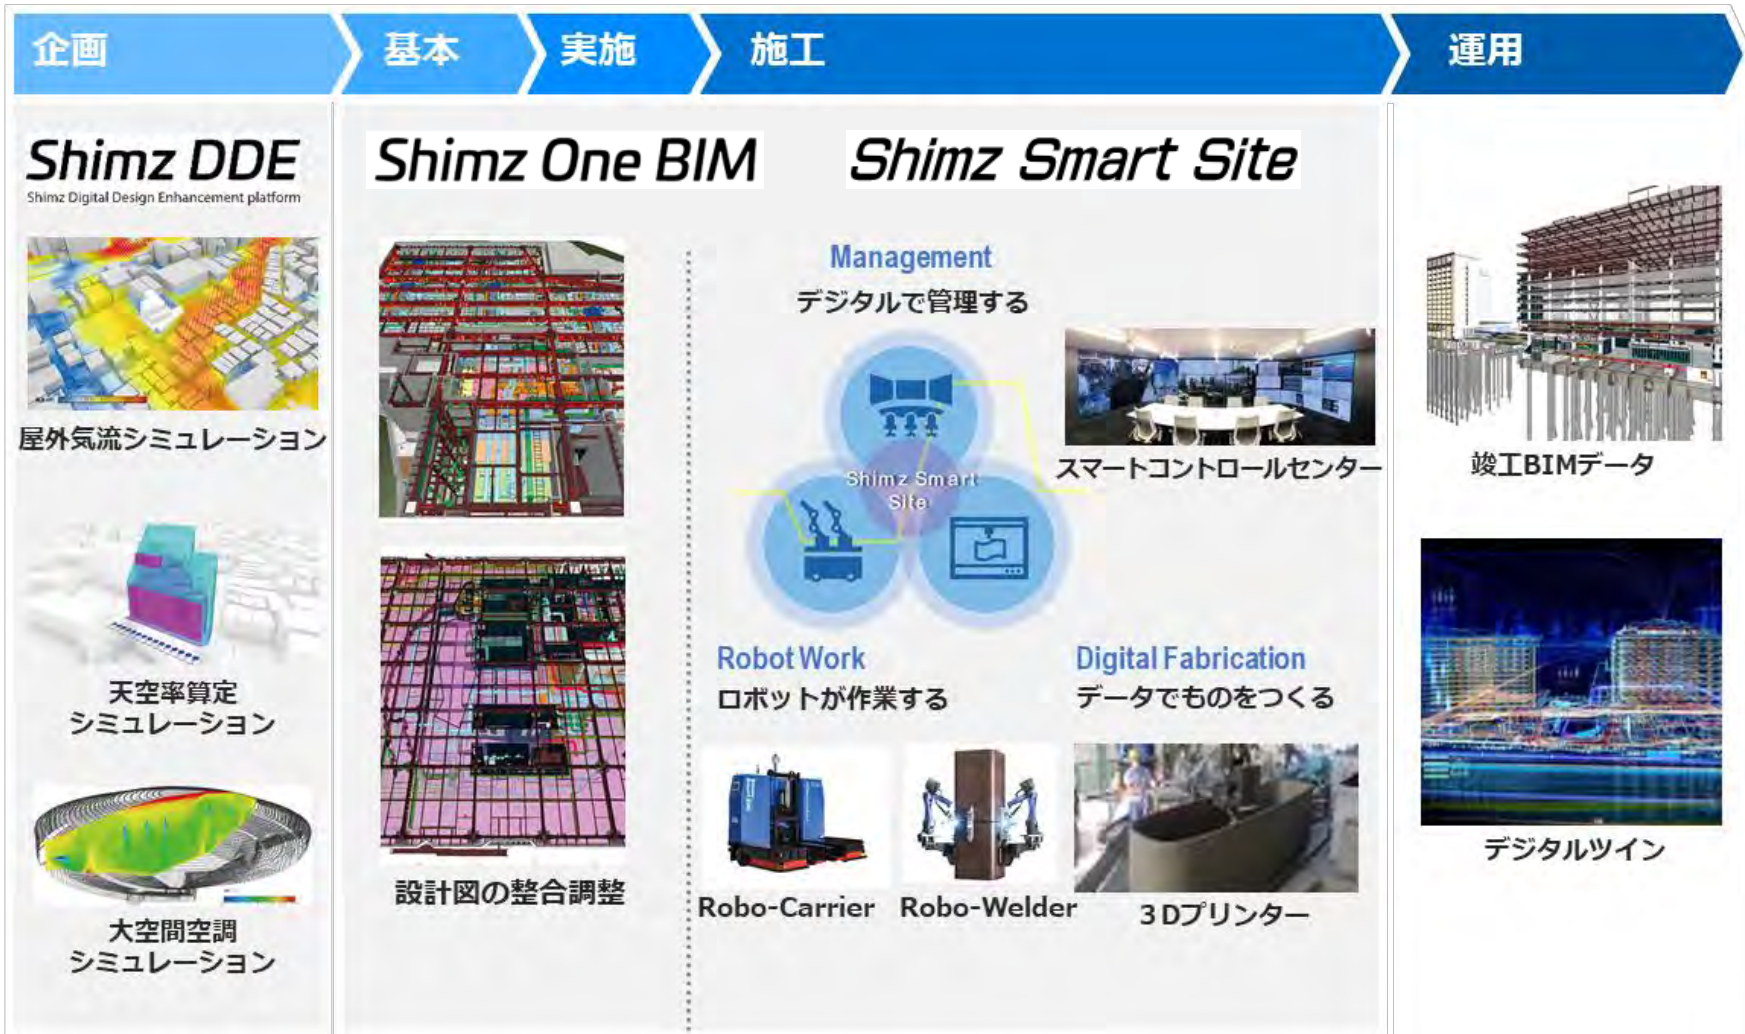 企画
基本
実施
施工
運用
Shimz DDE
Shimz Digital Design Enhancement platform
屋外気流シミュレーション
天空率算定
シミュレーション
大空間空調
シミュレーション
Shimz One BIM
設計図の整合調整
Shimz Smart Site
Management
デジタルで管理する
スマートコントロールセンター
Shimz Smart
Site
Robot Work
ロボットが作業する
Digital Fabrication
データでものをつくる
Robo-Carrier
Robo-Welder
3Dプリンター
竣工BIMデータ
デジタルツイン